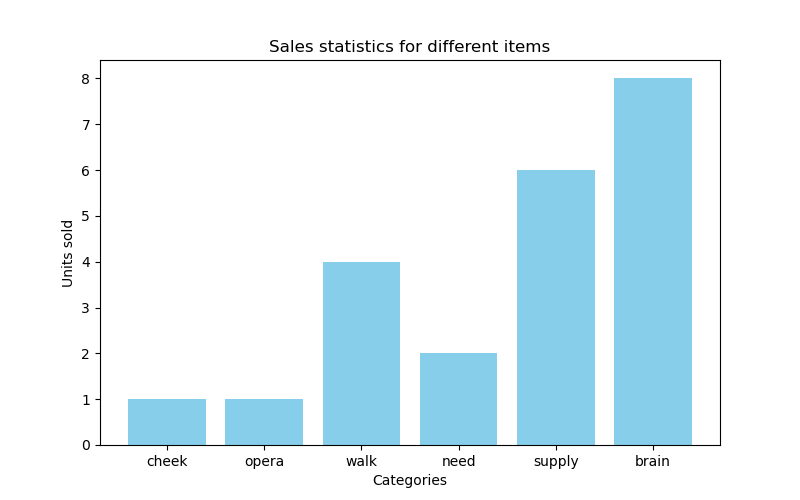 Sales statistics for different items
8
7
6
5
4
3
2
1
0
Units sold
cheek opera walk need supply brain
Categories